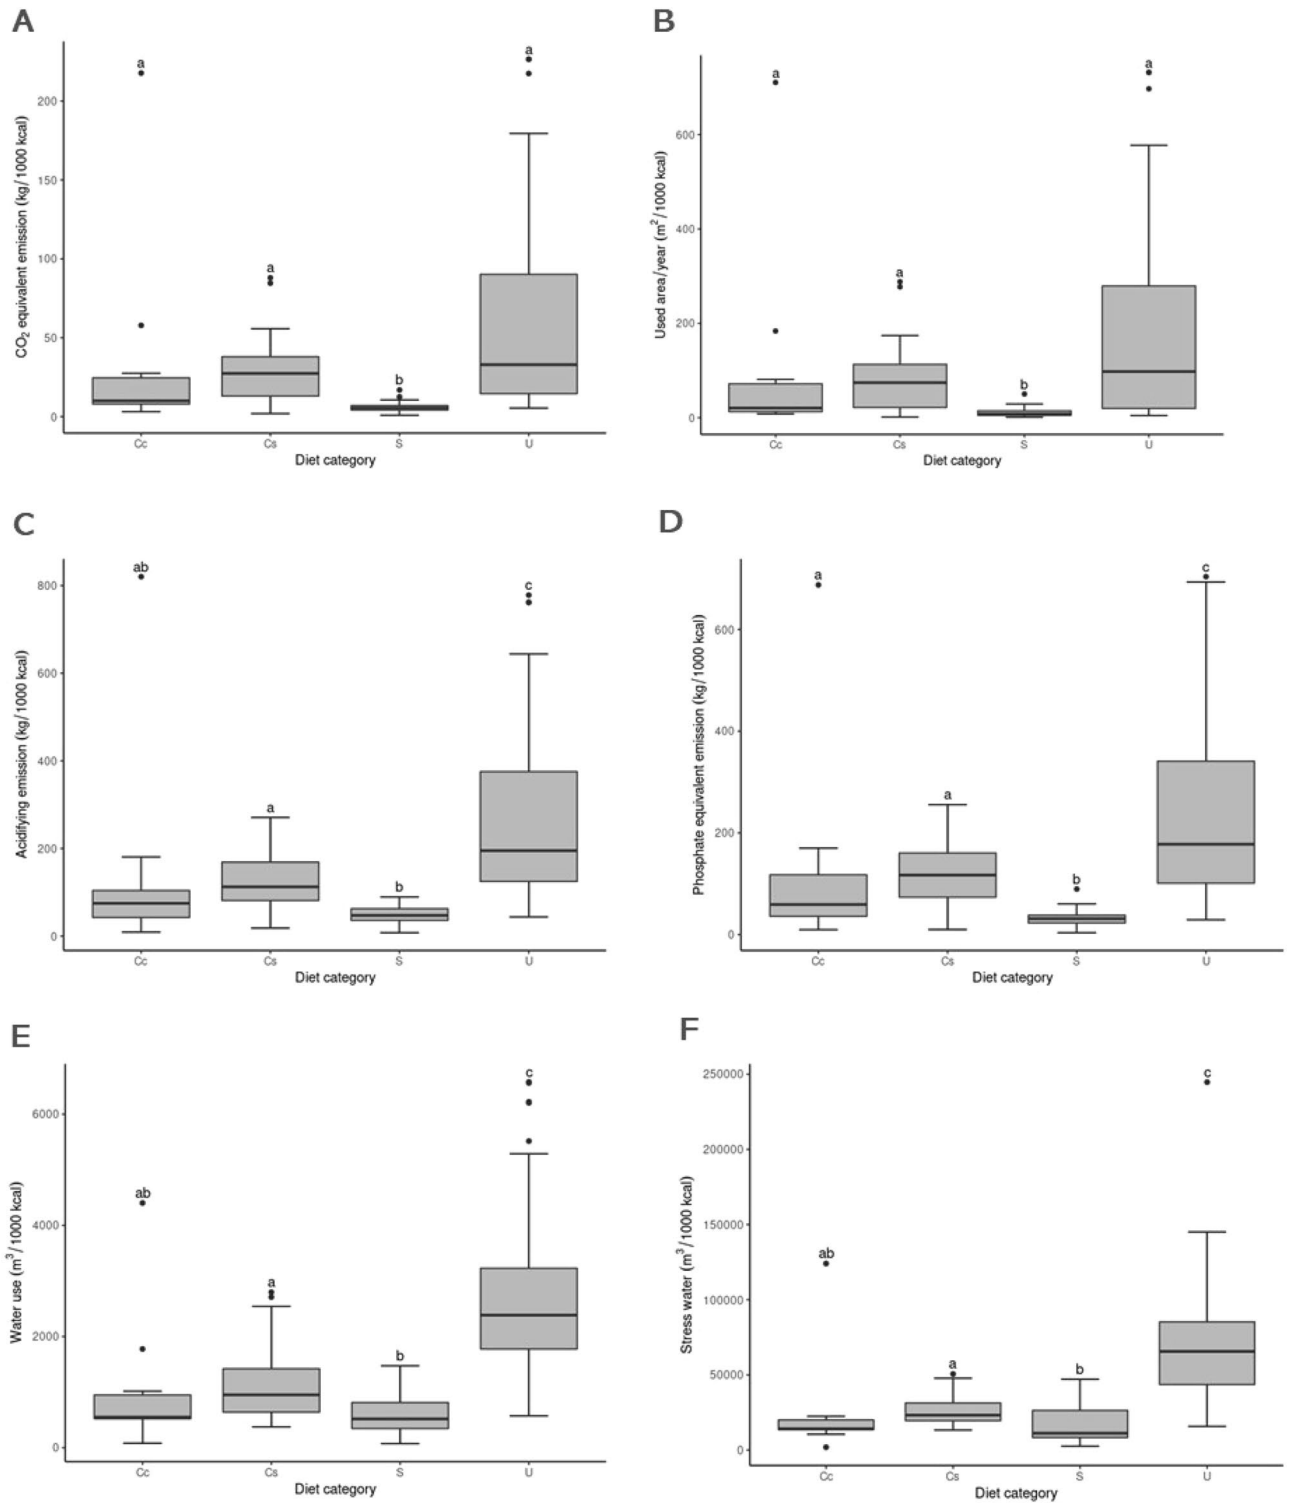 A
CO2 equivalent emission (kg/1000 kcal)
200
150
100
50
0
a
a
b
a
Cc
Cs
S
U
Diet category
B
Used area/year (m²/1000 kcal)
600
400
200
0
a
a
b
a
Cc
Cs
S
U
Diet category
C
Acidifying emission (kg/1000 kcal)
800
600
400
200
0
ab
a
b
c
Cc
Cs
S
U
Diet category
D
Phosphate equivalent emission (kg/1000 kcal)
600
400
200
0
a
a
b
c
Cc
Cs
S
U
Diet category
E
Water use (m³/1000 kcal)
6000
4000
2000
0
ab
a
b
c
Cc
Cs
S
U
Diet category
F
Stress water (m³/1000 kcal)
250000
200000
150000
100000
50000
0
ab
a
b
c
Cc
Cs
S
U
Diet category